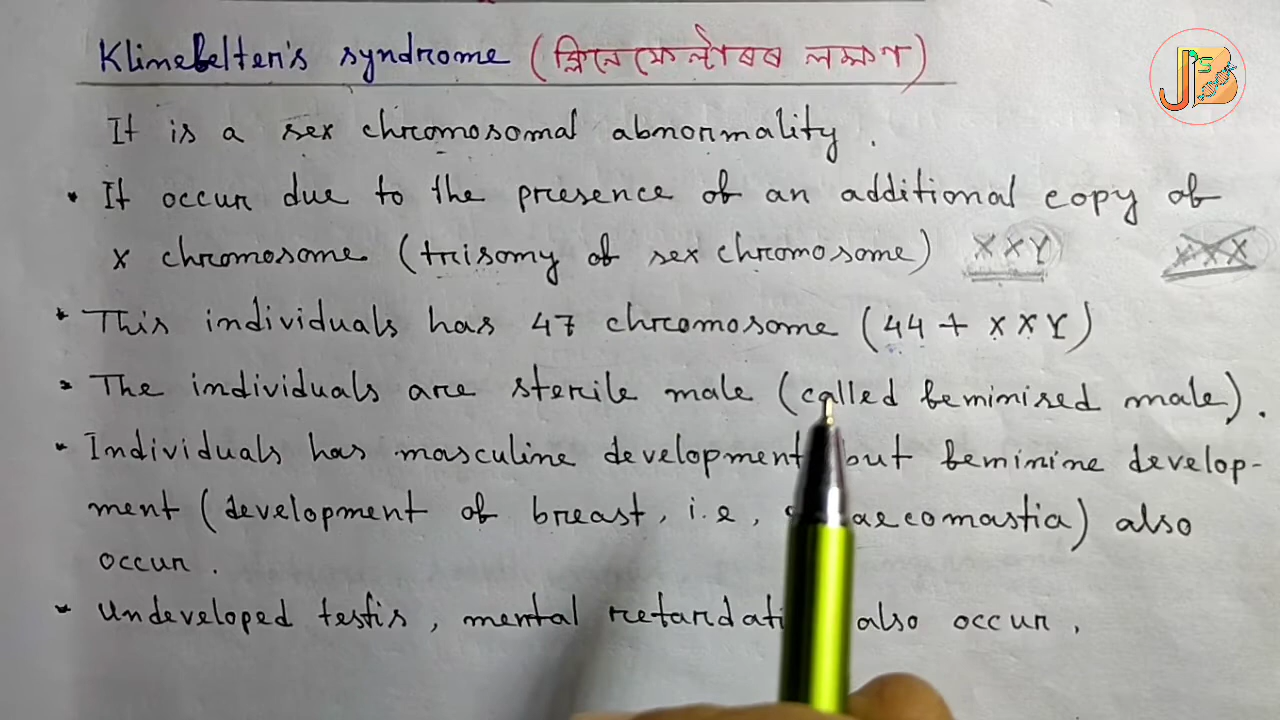 Klinefelter's syndrome (ক্লিনেফেল্টাৰৰ লক্ষণ)
JB's
It is a sex chromosomal abnormality.
* It occur due to the presence of an additional copy of
X chromosome (trisomy of sex chromosome) XXY XXX
* This individuals has 47 chromosome (44 + XXY)
* The individuals are sterile male (called feminised male).
* Individuals has masculine development but feminine develop-
ment (development of breast, i.e, also
occur.
* Undeveloped testis, mental also occur.